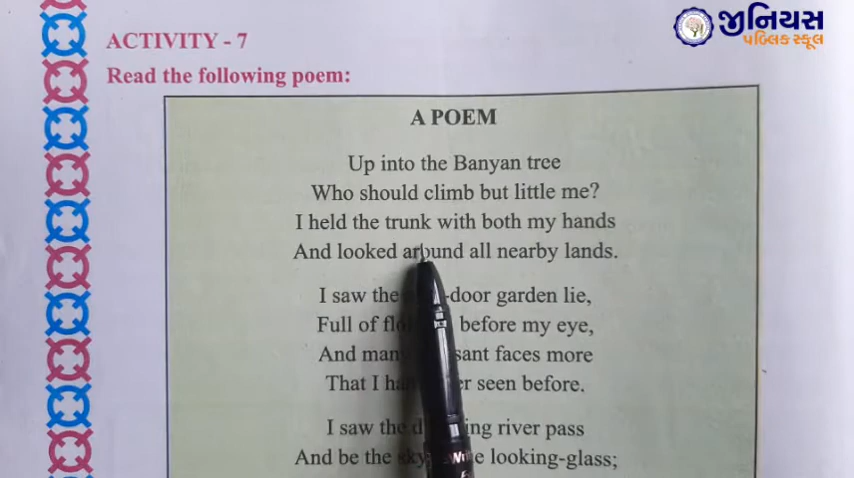 જીનિયસ
પબ્લિક સ્કૂલ
ACTIVITY - 7
Read the following poem:
A POEM
Up into the Banyan tree
Who should climb but little me?
I held the trunk with both my hands
And looked around all nearby lands.
I saw the -door garden lie,
Full of before my eye,
And many faces more
That I seen before.
I saw the river pass
And be the looking-glass;